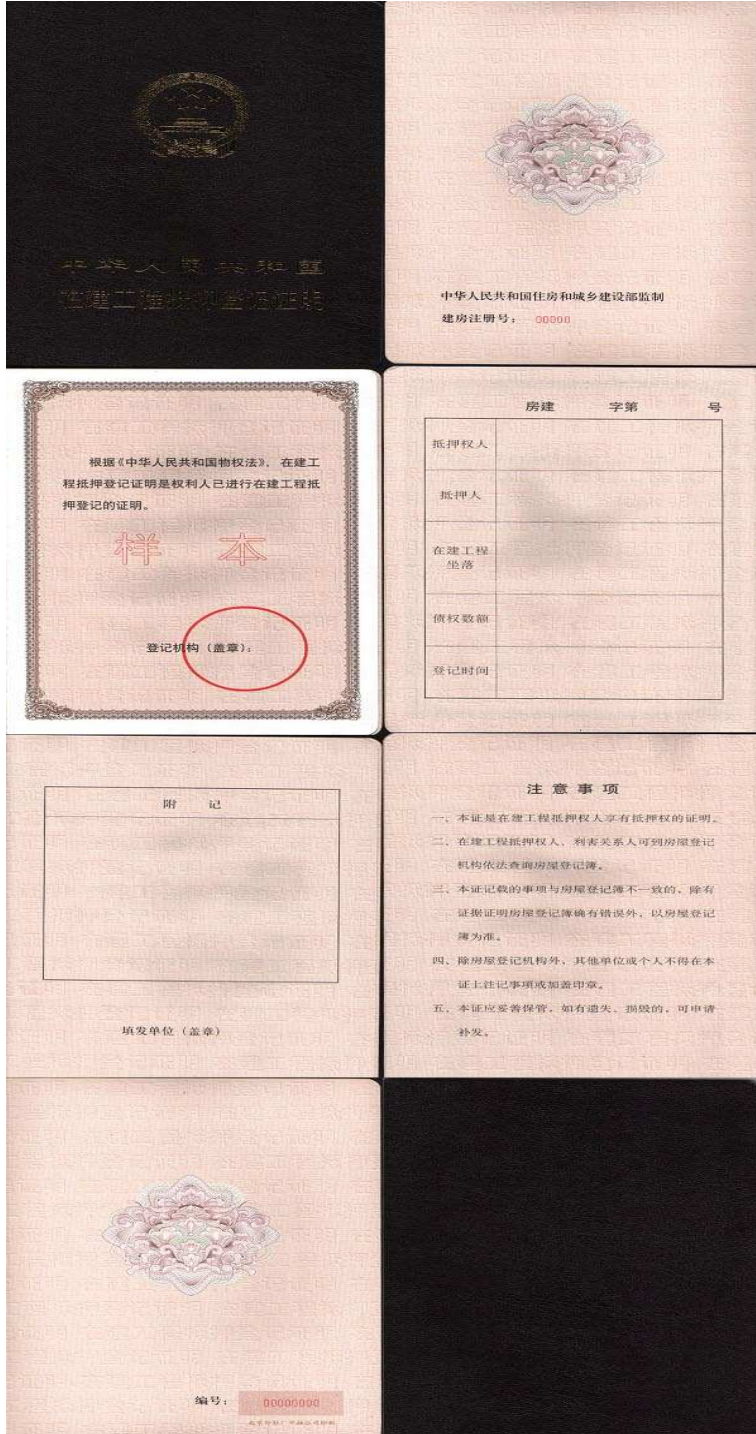 中华人民共和国
在建工程抵押登记证明
中华人民共和国住房和城乡建设部监制
建房注册号： 00000
根据《中华人民共和国物权法》，在建工
程抵押登记证明是权利人已进行在建工程抵
押登记的证明。
样 本
登记机构（盖章）：
房建 字第 号
抵押权人
抵押人
在建工程
坐落
债权数额
登记时间
附 记
填发单位（盖章）
注意事项
一、本证是在建工程抵押权人享有抵押权的证明。
二、在建工程抵押权人、利害关系人可到房屋登记
机构依法查询房屋登记簿。
三、本证记载的事项与房屋登记簿不一致的，除有
证据证明房屋登记簿确有错误外，以房屋登记
簿为准。
四、除房屋登记机构外，其他单位或个人不得在本
证上注记事项或加盖印章。
五、本证应妥善保管，如有遗失、损毁的，可申请
补发。
编号： 00000000